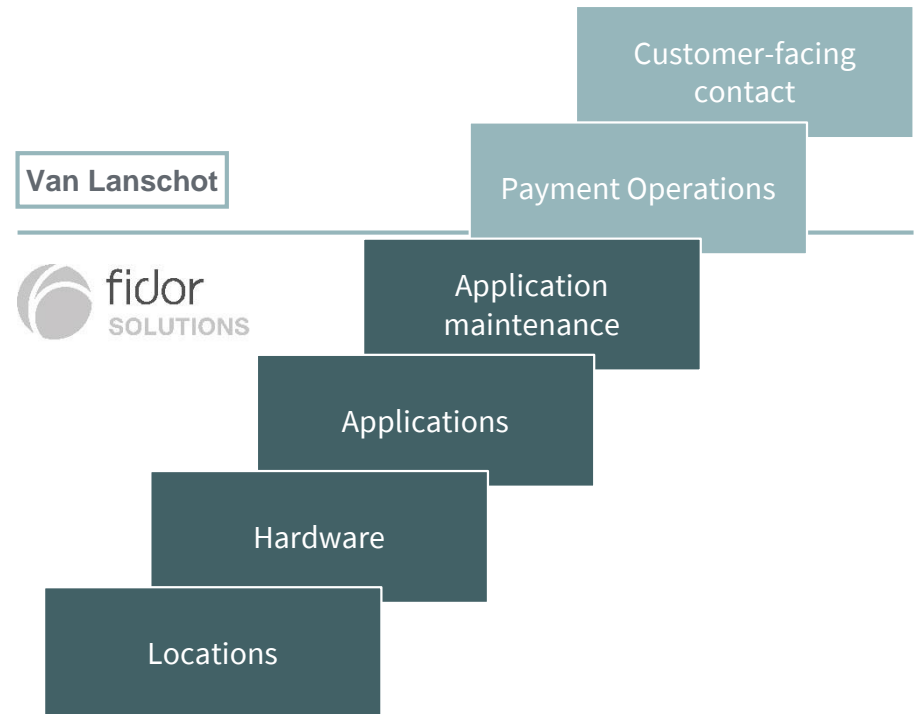 Customer-facing
contact
Van Lanschot
Payment Operations
fidor
SOLUTIONS
Application
maintenance
Applications
Hardware
Locations